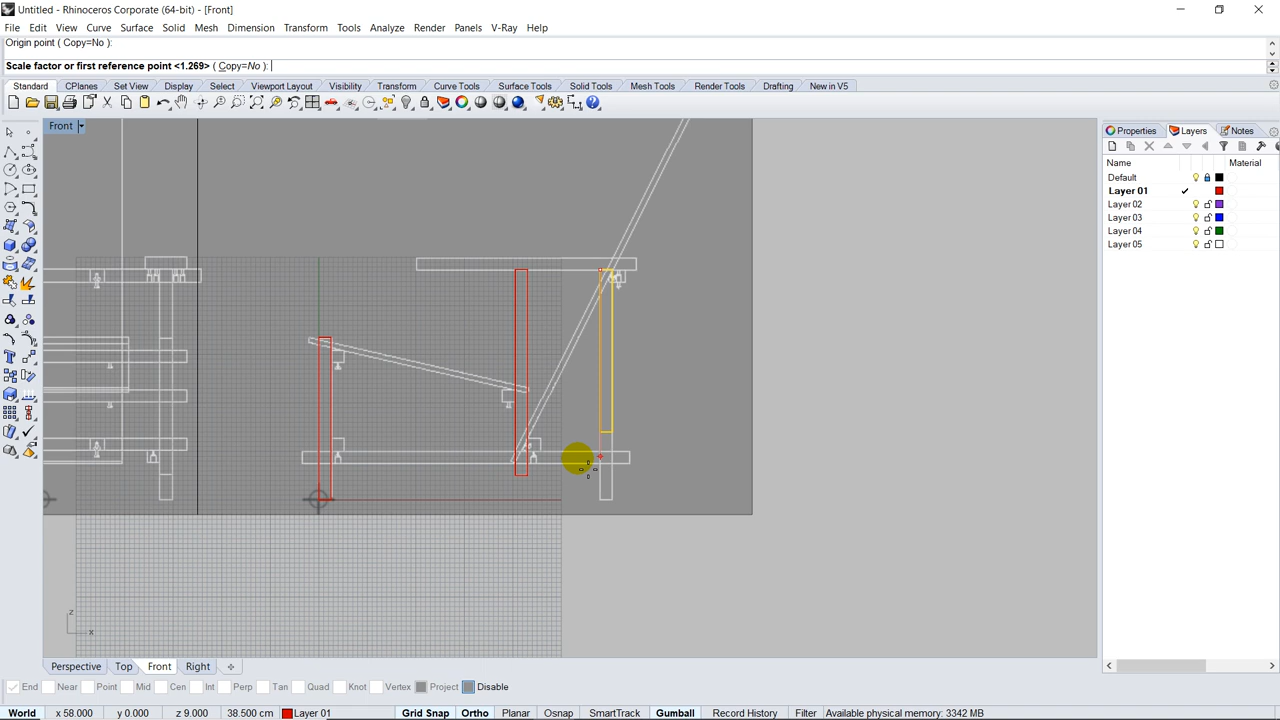 Untitled - Rhinoceros Corporate (64-bit) - [Front]
File Edit View Curve Surface Solid Mesh Dimension Transform Tools Analyze Render Panels V-Ray Help
Origin point ( Copy=No ):
Scale factor or first reference point <1.269> ( Copy=No ):
Standard CPlanes Set View Display Select Viewport Layout Visibility Transform Curve Tools Surface Tools Solid Tools Mesh Tools Render Tools Drafting New in V5
Front
Properties Layers Notes
Name Material
Default
Layer 01
Layer 02
Layer 03
Layer 04
Layer 05
z
x
Perspective Top Front Right
End Near Point Mid Cen Int Perp Tan Quad Knot Vertex Project Disable
World x 58.000 y 0.000 z 9.000 38.500 cm Layer 01 Grid Snap Ortho Planar Osnap SmartTrack Gumball Record History Filter Available physical memory: 3342 MB